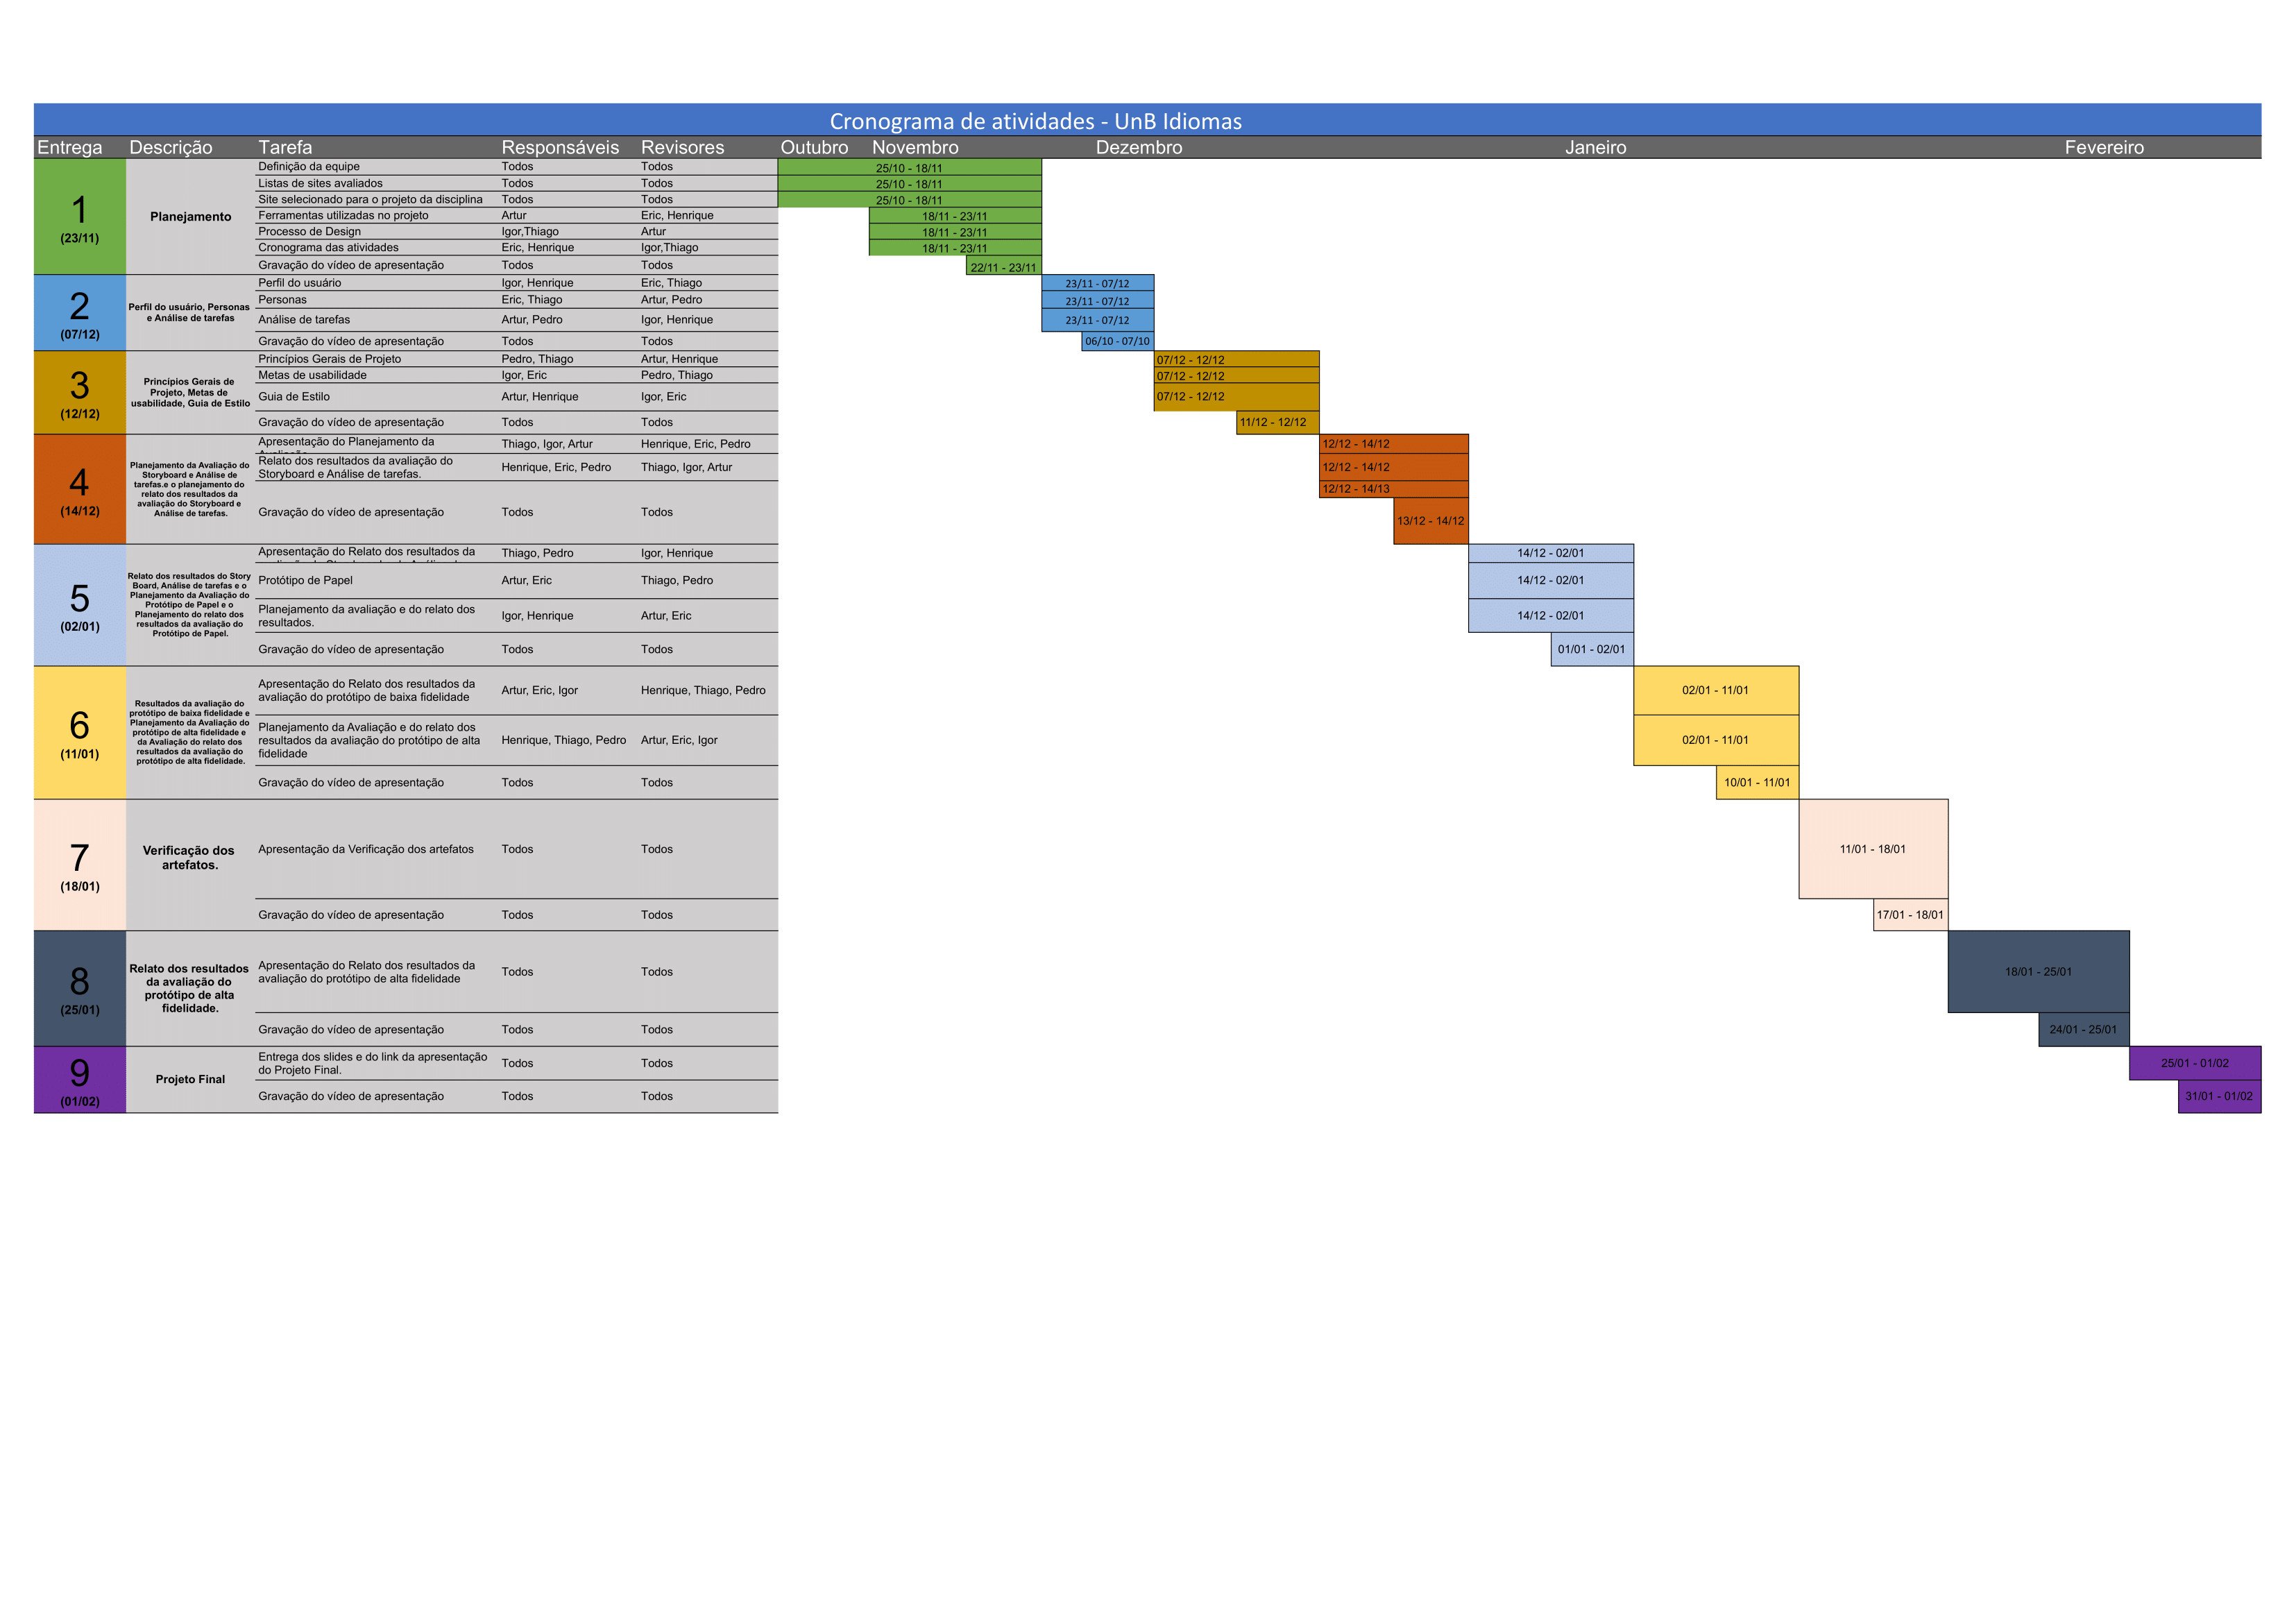 Cronograma de atividades - UnB Idiomas
Entrega Descrição Tarefa Responsáveis Revisores Outubro Novembro Dezembro Janeiro Fevereiro
1
(23/11)
Planejamento
Definição da equipe Todos Todos 25/10 - 18/11
Listas de sites avaliados Todos Todos 25/10 - 18/11
Site selecionado para o projeto da disciplina Todos Todos 25/10 - 18/11
Ferramentas utilizadas no projeto Artur Eric, Henrique 18/11 - 23/11
Processo de Design Igor,Thiago Artur 18/11 - 23/11
Cronograma das atividades Eric, Henrique Igor,Thiago 18/11 - 23/11
Gravação do vídeo de apresentação Todos Todos 22/11 - 23/11
2
(07/12)
Perfil do usuário, Personas
e Análise de tarefas
Perfil do usuário Igor, Henrique Eric, Thiago 23/11 - 07/12
Personas Eric, Thiago Artur, Pedro 23/11 - 07/12
Análise de tarefas Artur, Pedro Igor, Henrique 23/11 - 07/12
Gravação do vídeo de apresentação Todos Todos 06/10 - 07/10
3
(12/12)
Princípios Gerais de
Projeto, Metas de
usabilidade, Guia de Estilo
Princípios Gerais de Projeto Pedro, Thiago Artur, Henrique 07/12 - 12/12
Metas de usabilidade Igor, Eric Pedro, Thiago 07/12 - 12/12
Guia de Estilo Artur, Henrique Igor, Eric 07/12 - 12/12
Gravação do vídeo de apresentação Todos Todos 11/12 - 12/12
4
(14/12)
Planejamento da Avaliação do
Storyboard e Análise de
tarefas.e o planejamento do
relato dos resultados da
avaliação do Storyboard e
Análise de tarefas.
Apresentação do Planejamento da Thiago, Igor, Artur Henrique, Eric, Pedro 12/12 - 14/12
Relato dos resultados da avaliação do
Storyboard e Análise de tarefas. Henrique, Eric, Pedro Thiago, Igor, Artur 12/12 - 14/12
12/12 - 14/13
Gravação do vídeo de apresentação Todos Todos 13/12 - 14/12
5
(02/01)
Relato dos resultados do Story
Board, Análise de tarefas e o
Planejamento da Avaliação do
Protótipo de Papel e o
Planejamento do relato dos
resultados da avaliação do
Protótipo de Papel.
Apresentação do Relato dos resultados da Thiago, Pedro Igor, Henrique 14/12 - 02/01
Protótipo de Papel Artur, Eric Thiago, Pedro 14/12 - 02/01
Planejamento da avaliação e do relato dos
resultados. Igor, Henrique Artur, Eric 14/12 - 02/01
Gravação do vídeo de apresentação Todos Todos 01/01 - 02/01
6
(11/01)
Resultados da avaliação do
protótipo de baixa fidelidade e
Planejamento da Avaliação do
protótipo de alta fidelidade e
da Avaliação do relato dos
resultados da avaliação do
protótipo de alta fidelidade.
Apresentação do Relato dos resultados da
avaliação do protótipo de baixa fidelidade Artur, Eric, Igor Henrique, Thiago, Pedro 02/01 - 11/01
Planejamento da Avaliação e do relato dos
resultados da avaliação do protótipo de alta
fidelidade Henrique, Thiago, Pedro Artur, Eric, Igor 02/01 - 11/01
Gravação do vídeo de apresentação Todos Todos 10/01 - 11/01
7
(18/01)
Verificação dos
artefatos.
Apresentação da Verificação dos artefatos Todos Todos 11/01 - 18/01
Gravação do vídeo de apresentação Todos Todos 17/01 - 18/01
8
(25/01)
Relato dos resultados
da avaliação do
protótipo de alta
fidelidade.
Apresentação do Relato dos resultados da
avaliação do protótipo de alta fidelidade Todos Todos 18/01 - 25/01
Gravação do vídeo de apresentação Todos Todos 24/01 - 25/01
9
(01/02)
Projeto Final
Entrega dos slides e do link da apresentação
do Projeto Final. Todos Todos 25/01 - 01/02
Gravação do vídeo de apresentação Todos Todos 31/01 - 01/02